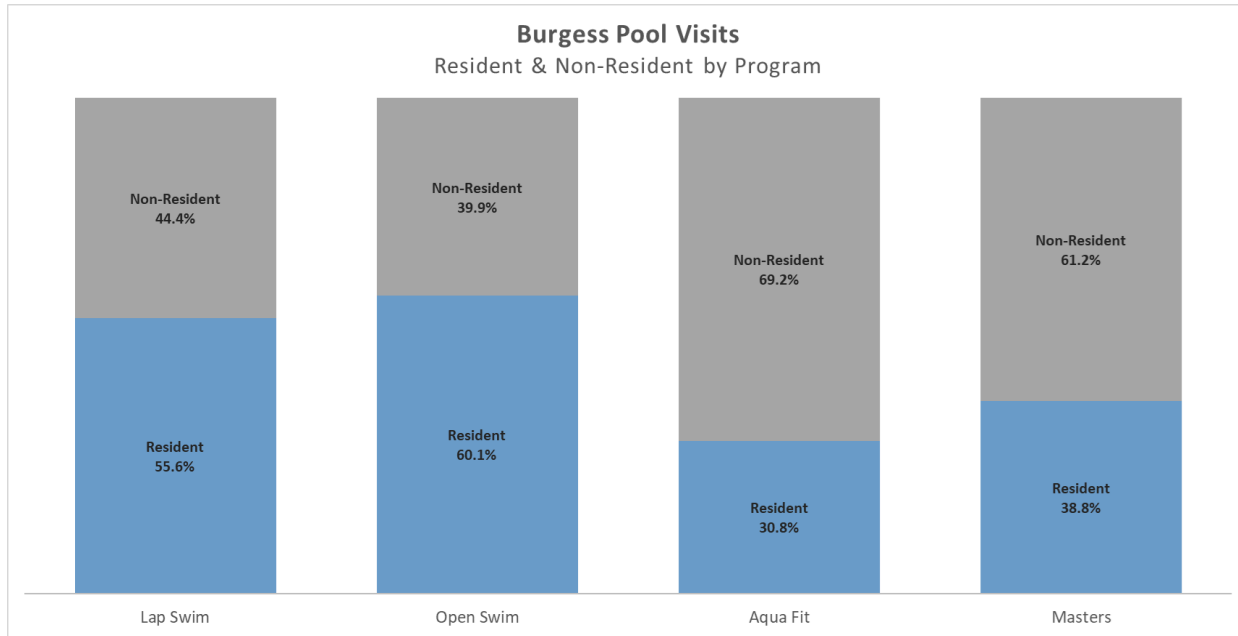 Burgess Pool Visits
Resident & Non-Resident by Program
Non-Resident
44.4%
Resident
55.6%
Non-Resident
39.9%
Resident
60.1%
Non-Resident
69.2%
Resident
30.8%
Non-Resident
61.2%
Resident
38.8%
Lap Swim
Open Swim
Aqua Fit
Masters